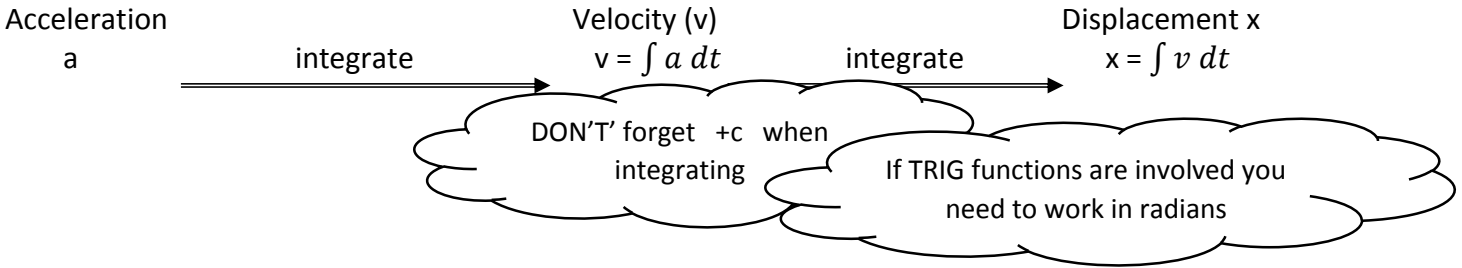 Acceleration Velocity (v) Displacement x
a integrate v = ∫ a dt integrate x = ∫ v dt
DON'T' forget +c when
integrating
If TRIG functions are involved you
need to work in radians